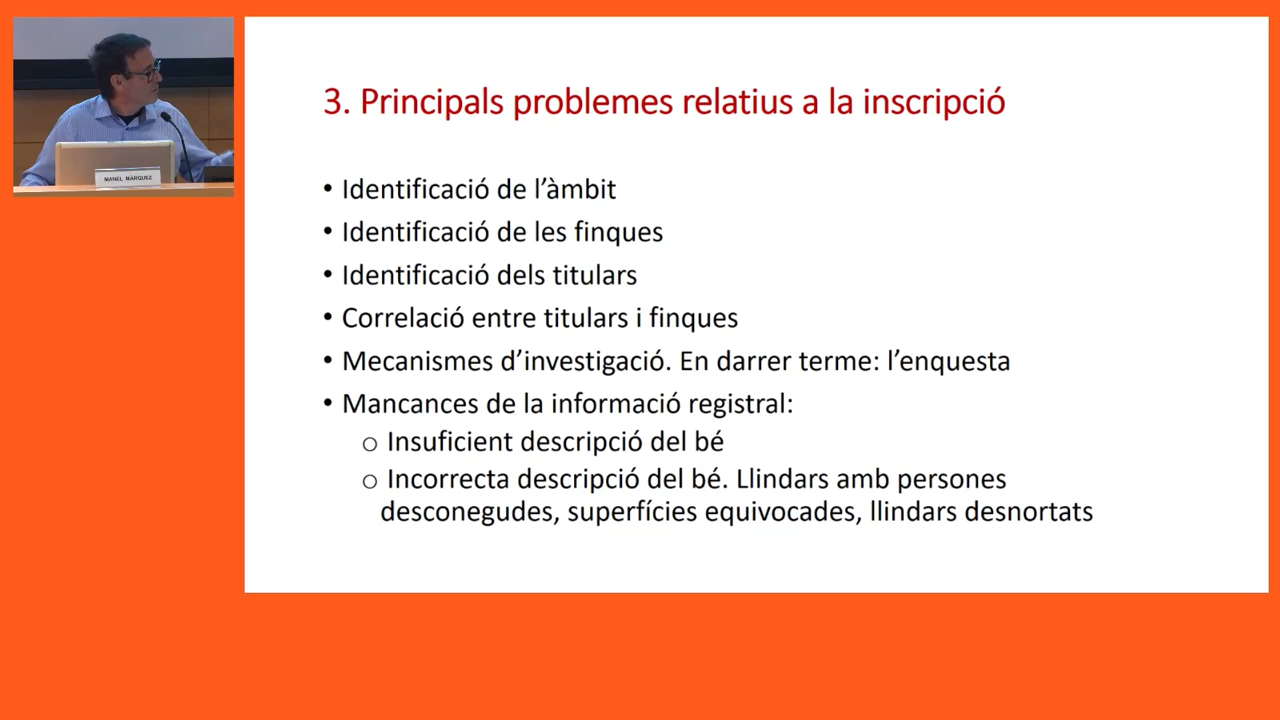 MANEL MÁRQUEZ
3. Principals problemes relatius a la inscripció
• Identificació de l'àmbit
• Identificació de les finques
• Identificació dels titulars
• Correlació entre titulars i finques
• Mecanismes d'investigació. En darrer terme: l'enquesta
• Mancances de la informació registral:
o Insuficient descripció del bé
o Incorrecta descripció del bé. Llindars amb persones
desconegudes, superfícies equivocades, llindars desnortats